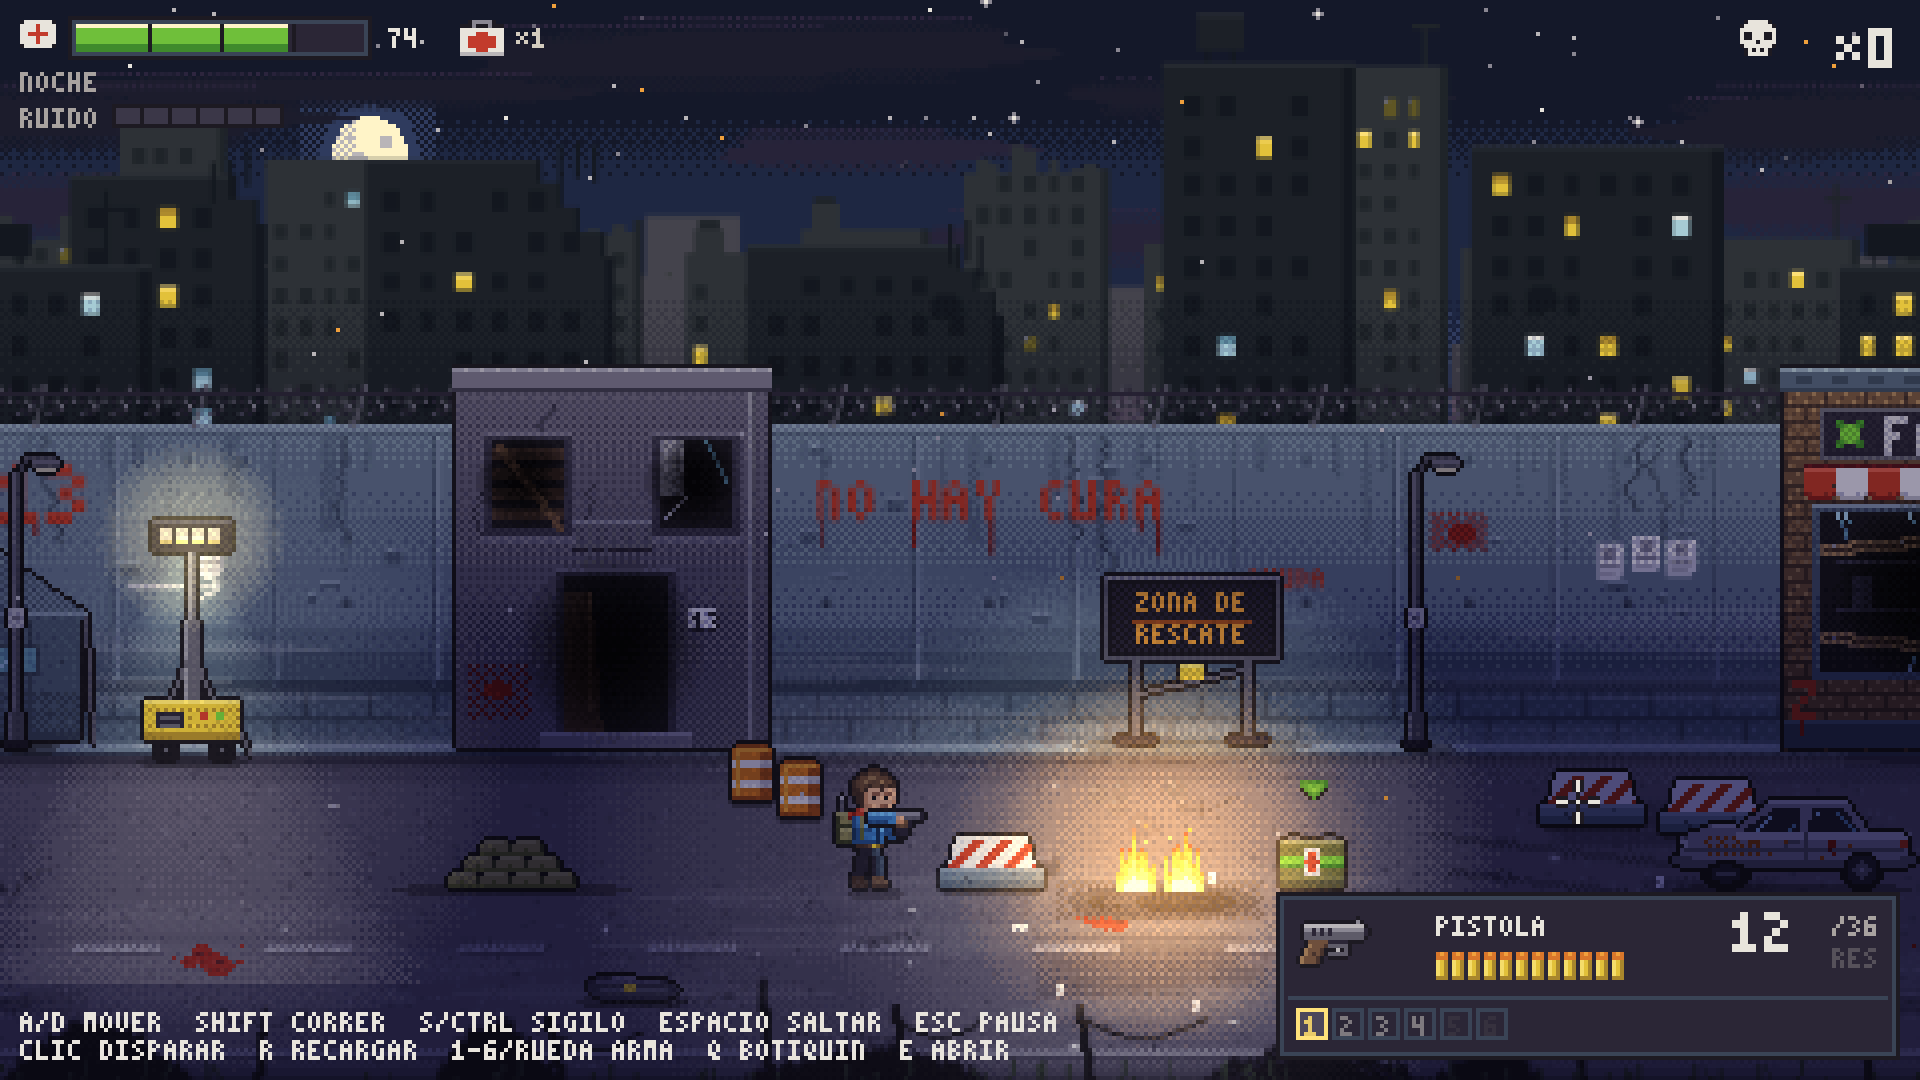 74
×1
x0
NOCHE
RUIDO
F
NO HAY CURA
ZONA DE
RESCATE
2
PISTOLA
12
/36
RES
1 2 3 4 5 6
A/D MOVER SHIFT CORRER S/CTRL SIGILO ESPACIO SALTAR ESC PAUSA
CLIC DISPARAR R RECARGAR 1-6/RUEDA ARMA Q BOTIQUIN E ABRIR